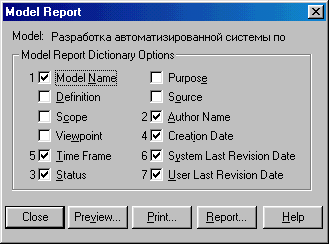 Model Report
Model: Разработка автоматизированной системы по
Model Report Dictionary Options
1 Model Name Purpose
Definition Source
Scope 2 Author Name
Viewpoint 4 Creation Date
5 Time Frame 6 System Last Revision Date
3 Status 7 User Last Revision Date
Close Preview... Print... Report... Help